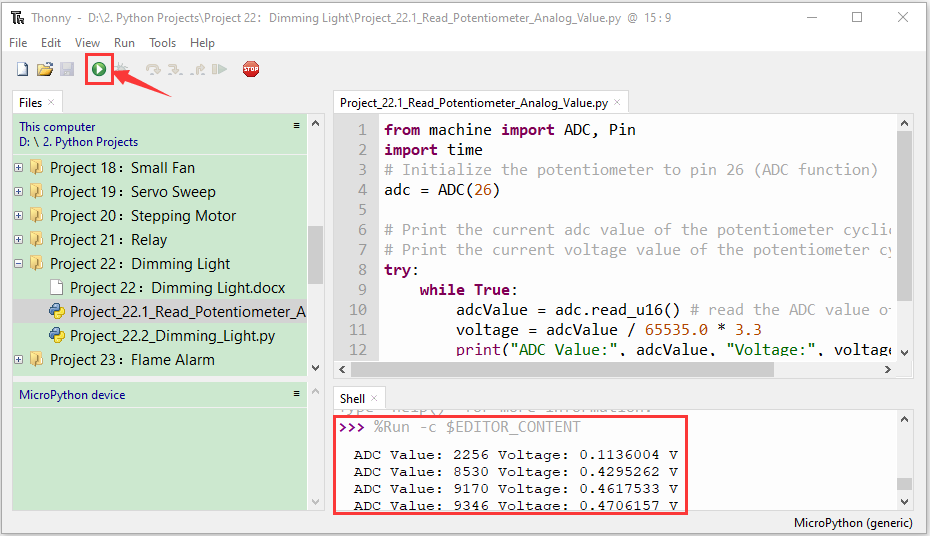 Thonny - D:\2. Python Projects\Project 22： Dimming Light\Project_22.1_Read_Potentiometer_Analog_Value.py @ 15 : 9
File Edit View Run Tools Help
STOP
Files
This computer
D: \ 2. Python Projects
Project 18：Small Fan
Project 19：Servo Sweep
Project 20：Stepping Motor
Project 21：Relay
Project 22：Dimming Light
Project 22：Dimming Light.docx
Project_22.1_Read_Potentiometer_A
Project_22.2_Dimming_Light.py
Project 23：Flame Alarm
MicroPython device
Project_22.1_Read_Potentiometer_Analog_Value.py
1 from machine import ADC, Pin
2 import time
3 # Initialize the potentiometer to pin 26 (ADC function)
4 adc = ADC(26)
5
6 # Print the current adc value of the potentiometer cyclic
7 # Print the current voltage value of the potentiometer cy
8 try:
9 while True:
10 adcValue = adc.read_u16() # read the ADC value o
11 voltage = adcValue / 65535.0 * 3.3
12 print("ADC Value:", adcValue, "Voltage:", voltage
Shell
Type "help()" for more information.
>>> %Run -c $EDITOR_CONTENT
ADC Value: 2256 Voltage: 0.1136004 V
ADC Value: 8530 Voltage: 0.4295262 V
ADC Value: 9170 Voltage: 0.4617533 V
ADC Value: 9346 Voltage: 0.4706157 V
MicroPython (generic)